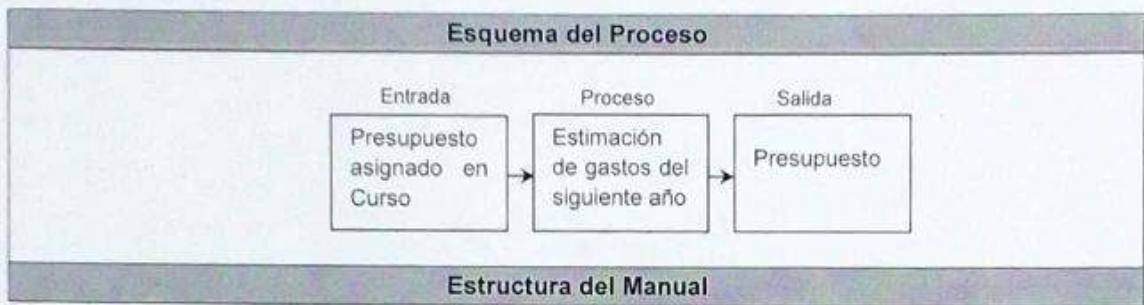 Esquema del Proceso
Entrada
Proceso
Salida
Presupuesto
asignado en
Curso
Estimación
de gastos del
siguiente año
Presupuesto
Estructura del Manual